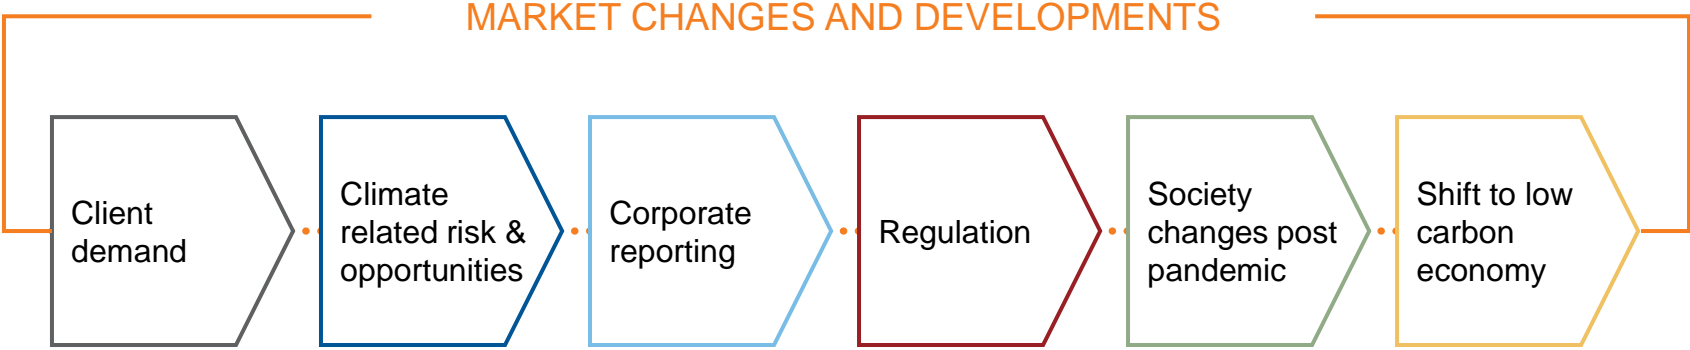 MARKET CHANGES AND DEVELOPMENTS
Client
demand
Climate
related risk &
opportunities
Corporate
reporting
Regulation
Society
changes post
pandemic
Shift to low
carbon
economy